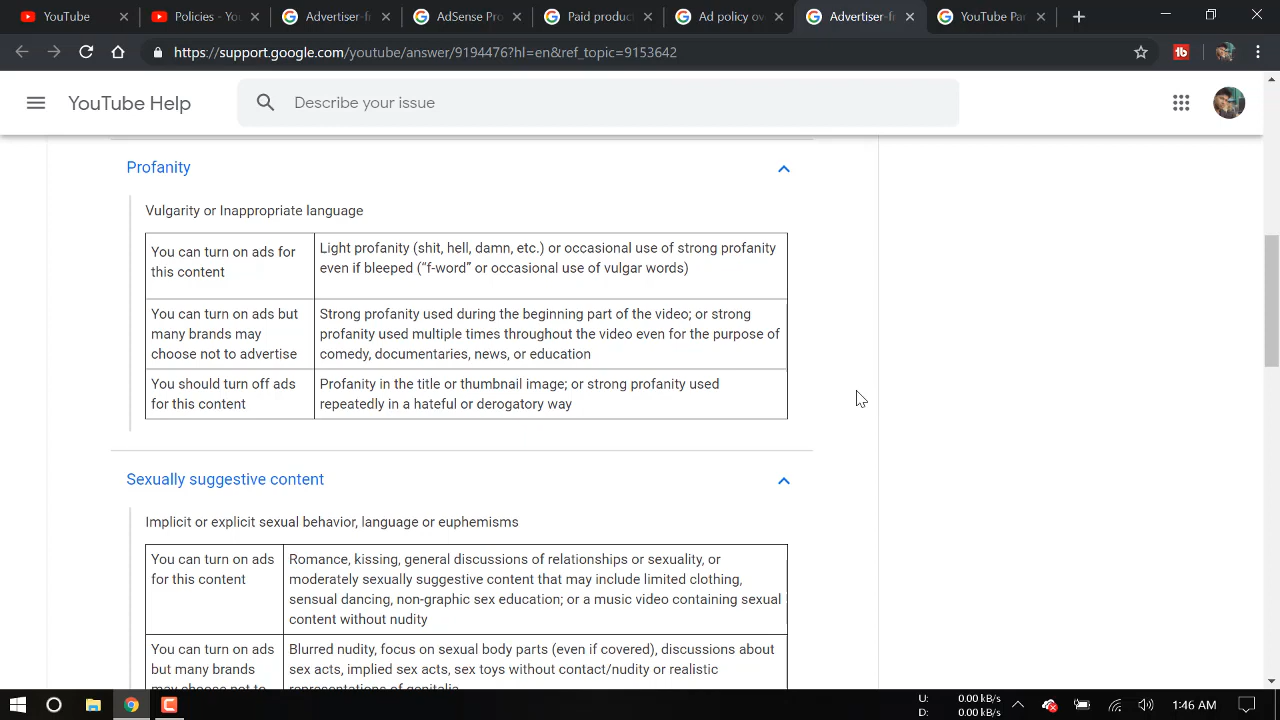 YouTube
Policies - You
Advertiser-fr
AdSense Pro
Paid produc
Ad policy ov
Advertiser-fr
YouTube Par
https://support.google.com/youtube/answer/9194476?hl=en&ref_topic=9153642
YouTube Help
Describe your issue
Profanity
Vulgarity or Inappropriate language
You can turn on ads for
this content
Light profanity (shit, hell, damn, etc.) or occasional use of strong profanity
even if bleeped (“f-word” or occasional use of vulgar words)
You can turn on ads but
many brands may
choose not to advertise
Strong profanity used during the beginning part of the video; or strong
profanity used multiple times throughout the video even for the purpose of
comedy, documentaries, news, or education
You should turn off ads
for this content
Profanity in the title or thumbnail image; or strong profanity used
repeatedly in a hateful or derogatory way
Sexually suggestive content
Implicit or explicit sexual behavior, language or euphemisms
You can turn on ads
for this content
Romance, kissing, general discussions of relationships or sexuality, or
moderately sexually suggestive content that may include limited clothing,
sensual dancing, non-graphic sex education; or a music video containing sexual
content without nudity
You can turn on ads
but many brands
may choose not to
Blurred nudity, focus on sexual body parts (even if covered), discussions about
sex acts, implied sex acts, sex toys without contact/nudity or realistic
representations of genitalia
U: 0.00 kB/s
D: 0.00 kB/s
1:46 AM